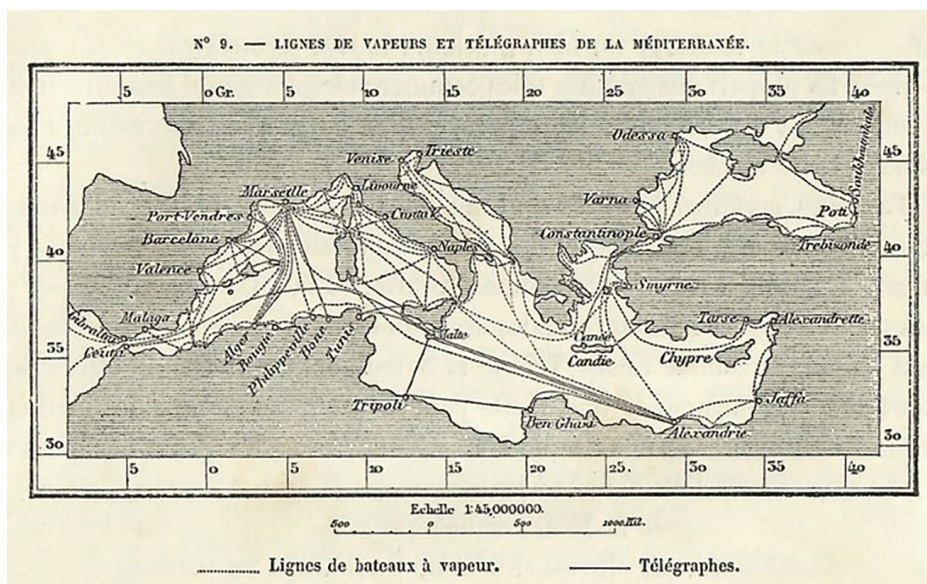 N° 9. — LIGNES DE VAPEURS ET TÉLÉGRAPHES DE LA MÉDITERRANÉE.
5 0 Gr. 5 10 15 20 25 30 35 40
45 45
40 40
35 35
30 30
Odessa
Trieste
Venise
Marseille
Livourne
Varna
Poti
Port-Vendres
Constantinople
Trebizonde
Barcelone
Naples
Valence
Smyrne
Malaga
Tarse
Alexandrette
Gibraltar
Ceuta
Alger
Bougie
Philippeville
Bone
Tunis
Malte
Canée
Candie
Chypre
Tripoli
Ben Ghasi
Jaffa
Alexandrie
5 0 5 10 15 20 25. 30 35 40
Echelle 1:45,000000.
500 0 500 1000 Kil.
Lignes de bateaux à vapeur.
Télégraphes.